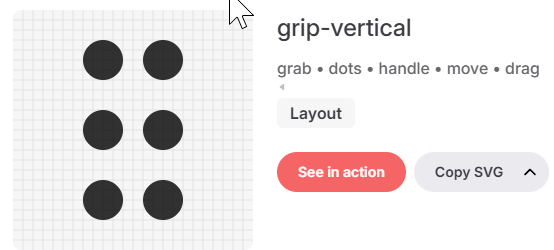 grip-vertical
grab • dots • handle • move • drag
Layout
See in action
Copy SVG